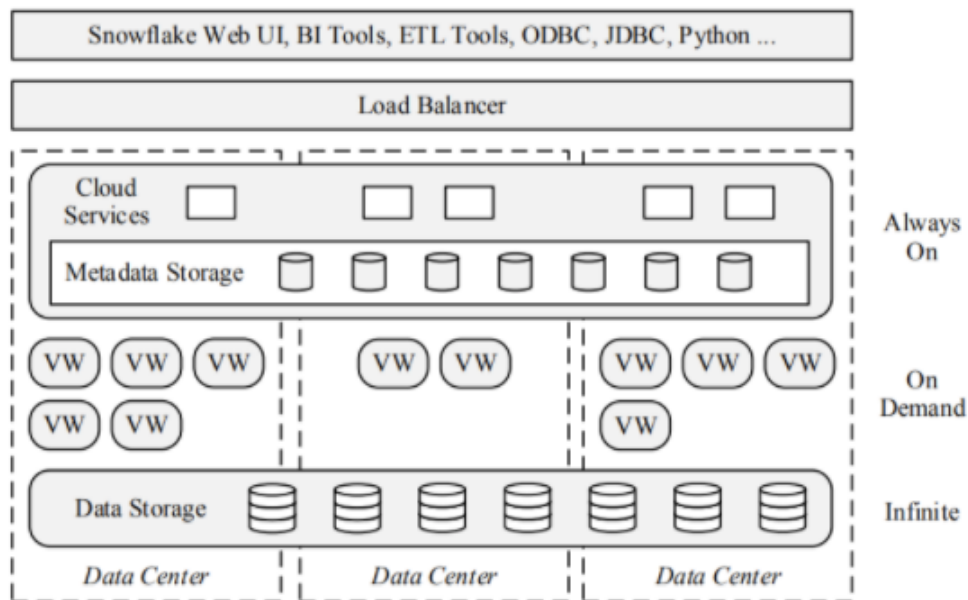 Snowflake Web UI, BI Tools, ETL Tools, ODBC, JDBC, Python ...
Load Balancer
Cloud
Services
Always
On
Metadata Storage
VW VW VW VW VW VW VW VW
On
Demand
VW VW VW
Data Storage
Infinite
Data Center Data Center Data Center